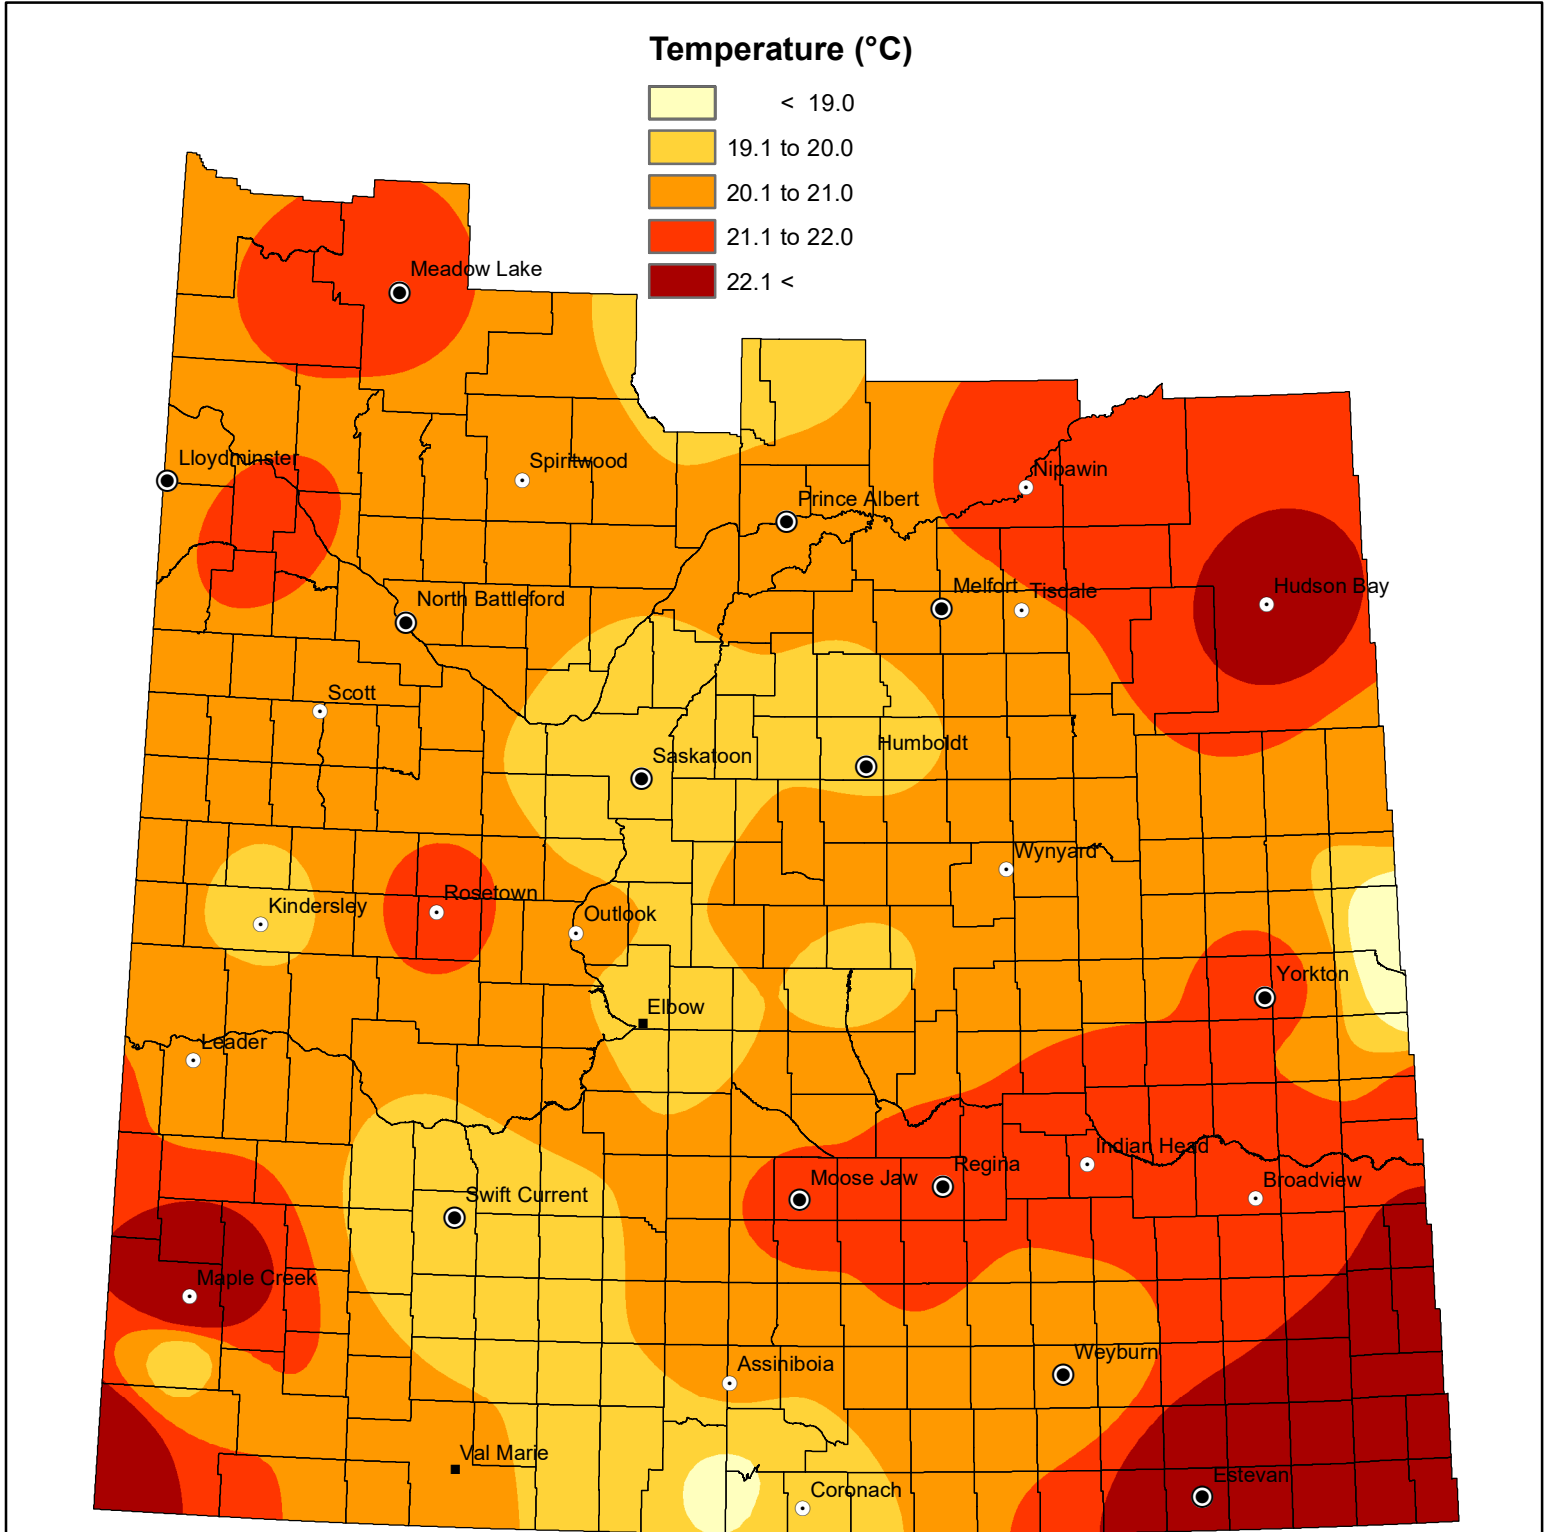 Temperature (°C)
< 19.0
19.1 to 20.0
20.1 to 21.0
21.1 to 22.0
22.1 <
Meadow Lake
Lloydminster
Spiritwood
Nipawin
Prince Albert
North Battleford
Melfort
Tisdale
Hudson Bay
Scott
Saskatoon
Humboldt
Wynyard
Kindersley
Rosetown
Outlook
Yorkton
Elbow
Leader
Indian Head
Moose Jaw
Regina
Broadview
Swift Current
Maple Creek
Assiniboia
Weyburn
Val Marie
Coronach
Estevan